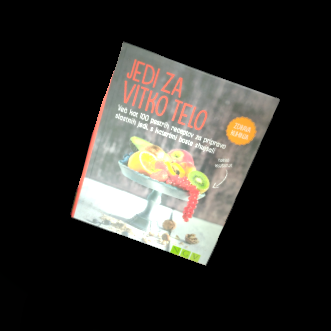 JEDI ZA
VITKO TELO
Več kot 100 pestrih receptov za pripravo
slastnih jedi, s katerimi boste shujšali